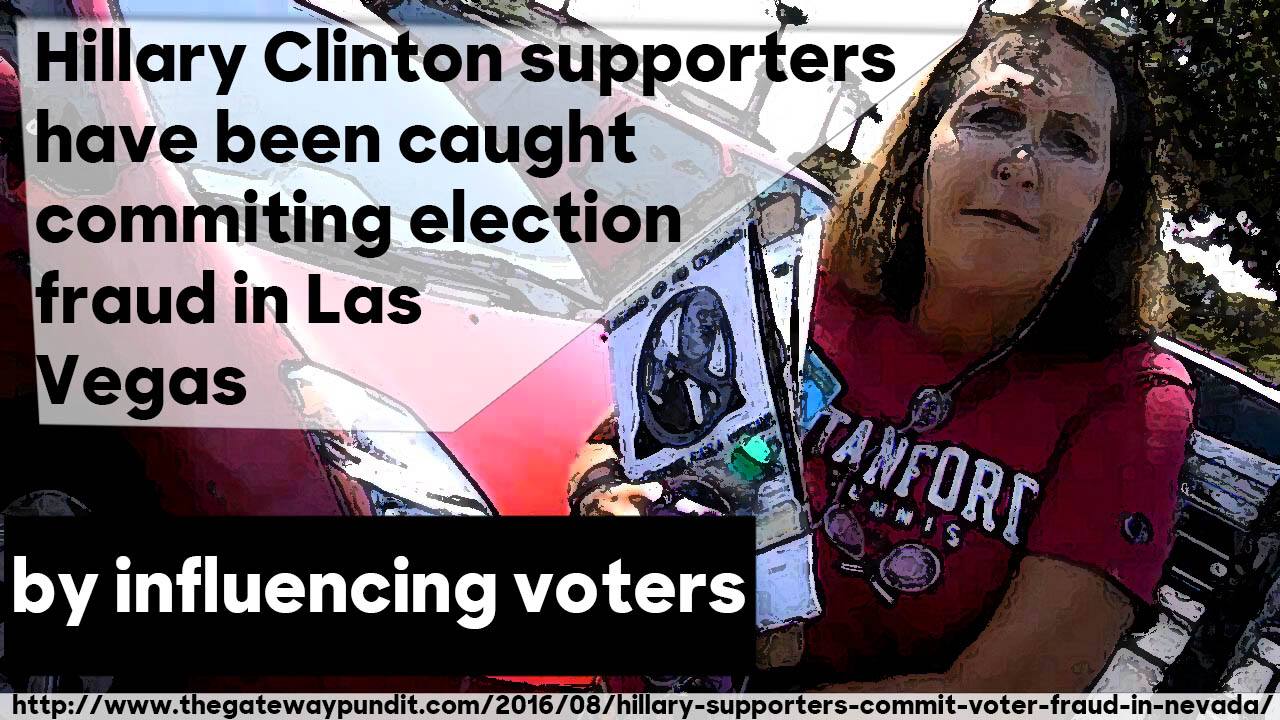 Hillary Clinton supporters
have been caught
commiting election
fraud in Las
Vegas
TANFORD
by influencing voters
http://www.thegatewaypundit.com/2016/08/hillary-supporters-commit-voter-fraud-in-nevada/